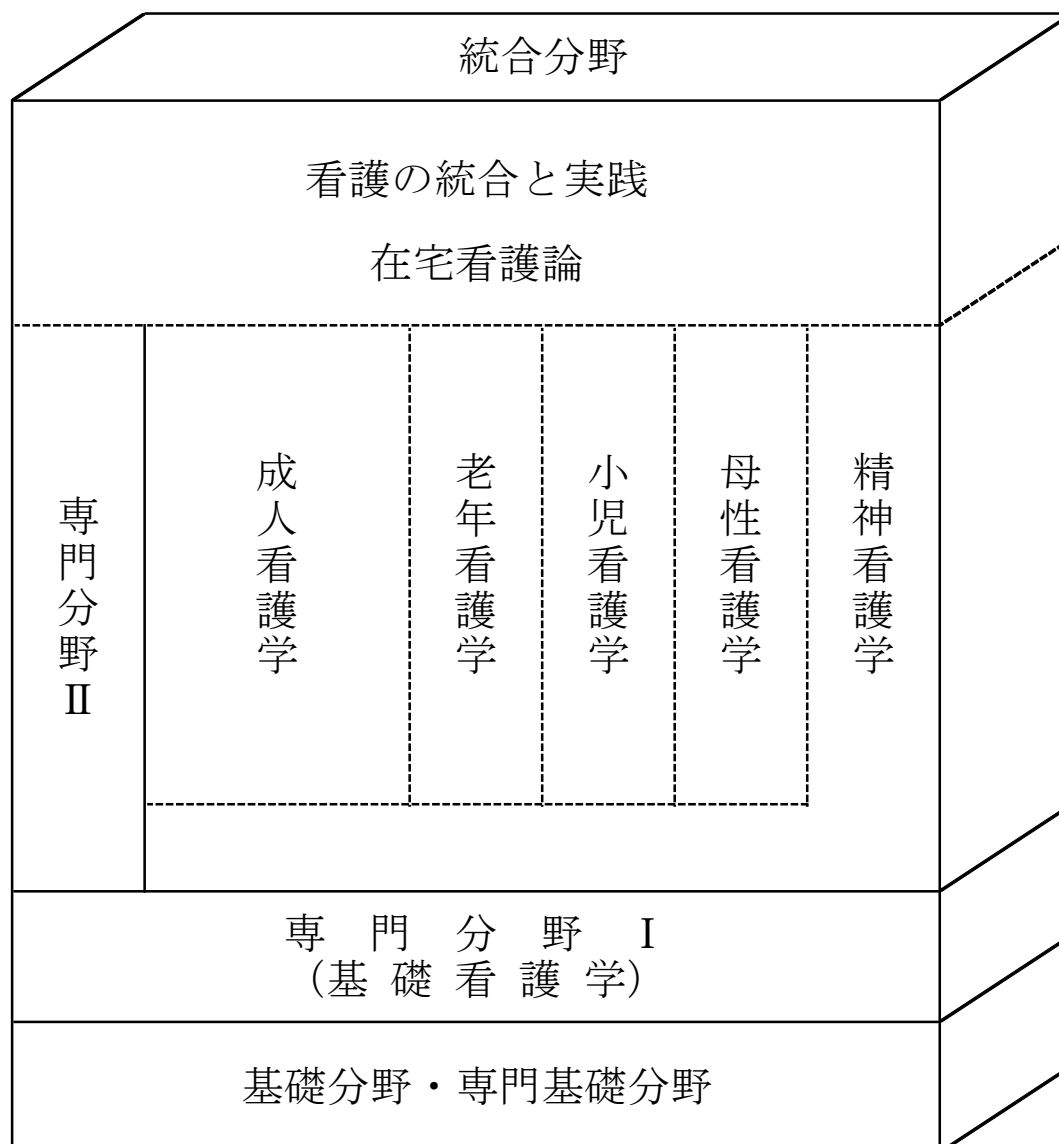 統合分野
看護の統合と実践
在宅看護論
専門分野Ⅱ
成人看護学
老年看護学
小児看護学
母性看護学
精神看護学
専門分野Ⅰ
(基礎看護学)
基礎分野・専門基礎分野